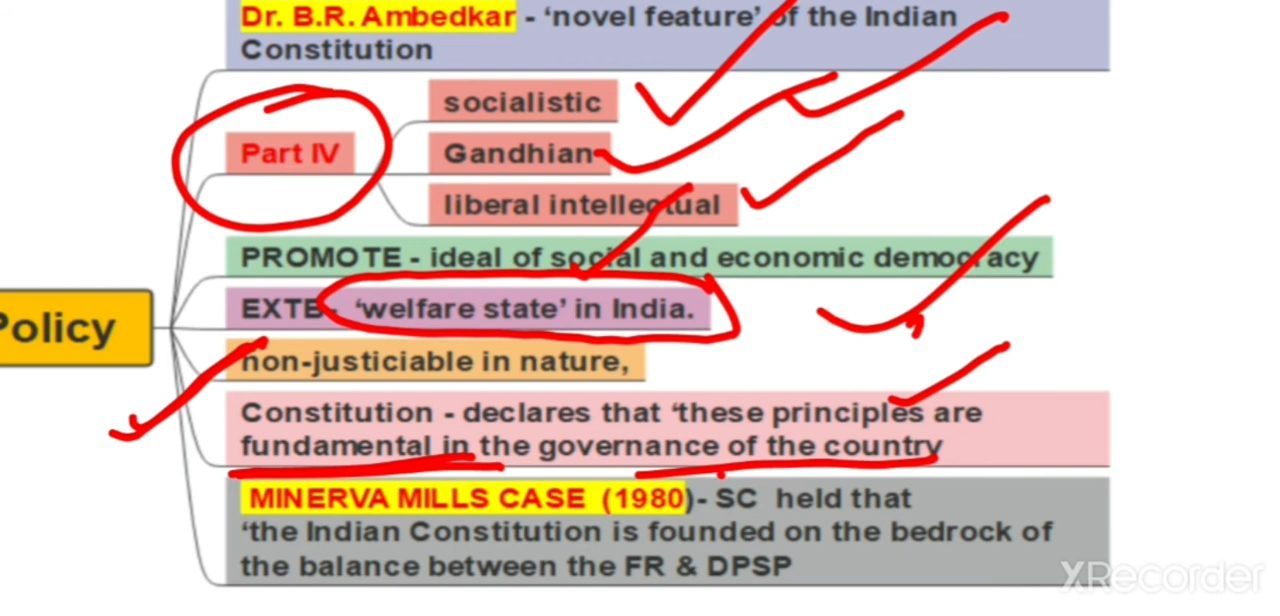 Dr. B.R. Ambedkar - ‘novel feature’ of the Indian
Constitution
socialistic
Part IV
Gandhian
liberal intellectual
PROMOTE - ideal of social and economic democracy
‘welfare state’ in India.
Policy
non-justiciable in nature,
Constitution - declares that ‘these principles are
fundamental in the governance of the country
MINERVA MILLS CASE (1980)- SC held that
‘the Indian Constitution is founded on the bedrock of
the balance between the FR & DPSP
XRecorder